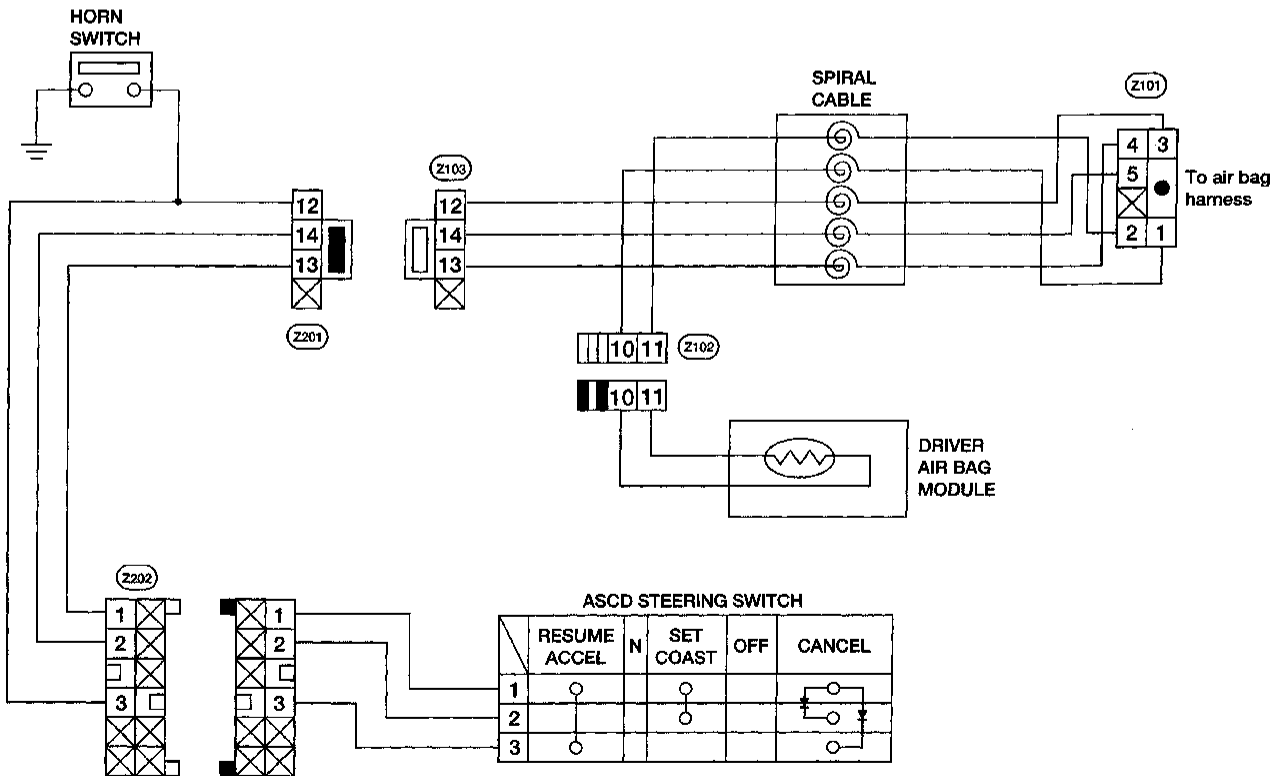 HORN
SWITCH
SPIRAL
CABLE
Z101
4 3
5
2 1
To air bag
harness
Z103
12
14
13
12
14
13
Z201
10 11
Z102
10 11
DRIVER
AIR BAG
MODULE
Z202
1
2
3
1
2
3
ASCD STEERING SWITCH
RESUME
ACCEL
N
SET
COAST
OFF
CANCEL
1
2
3